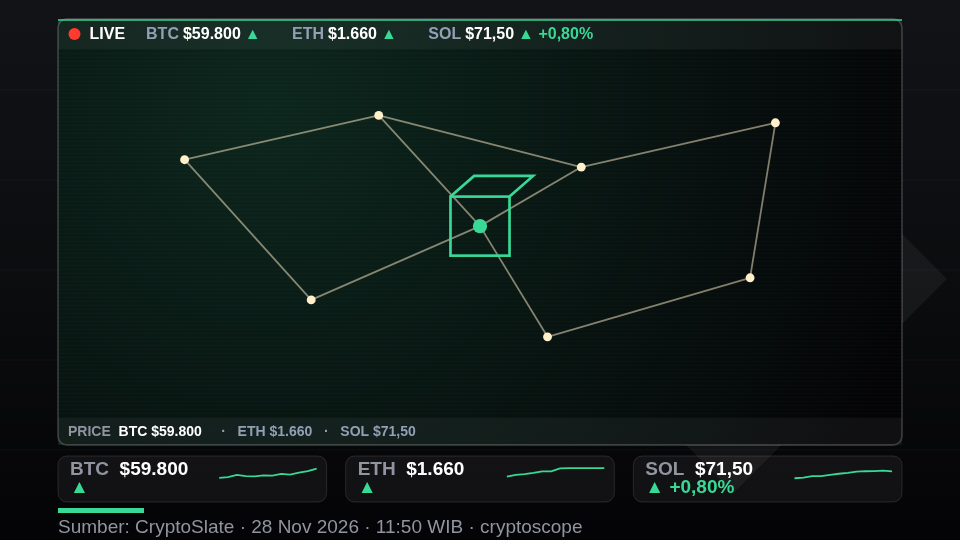 LIVE BTC $59.800 ▲ ETH $1.660 ▲ SOL $71,50 ▲ +0,80%
PRICE BTC $59.800 · ETH $1.660 · SOL $71,50
BTC $59.800
▲
ETH $1.660
▲
SOL $71,50
▲ +0,80%
Sumber: CryptoSlate · 28 Nov 2026 · 11:50 WIB · cryptoscope